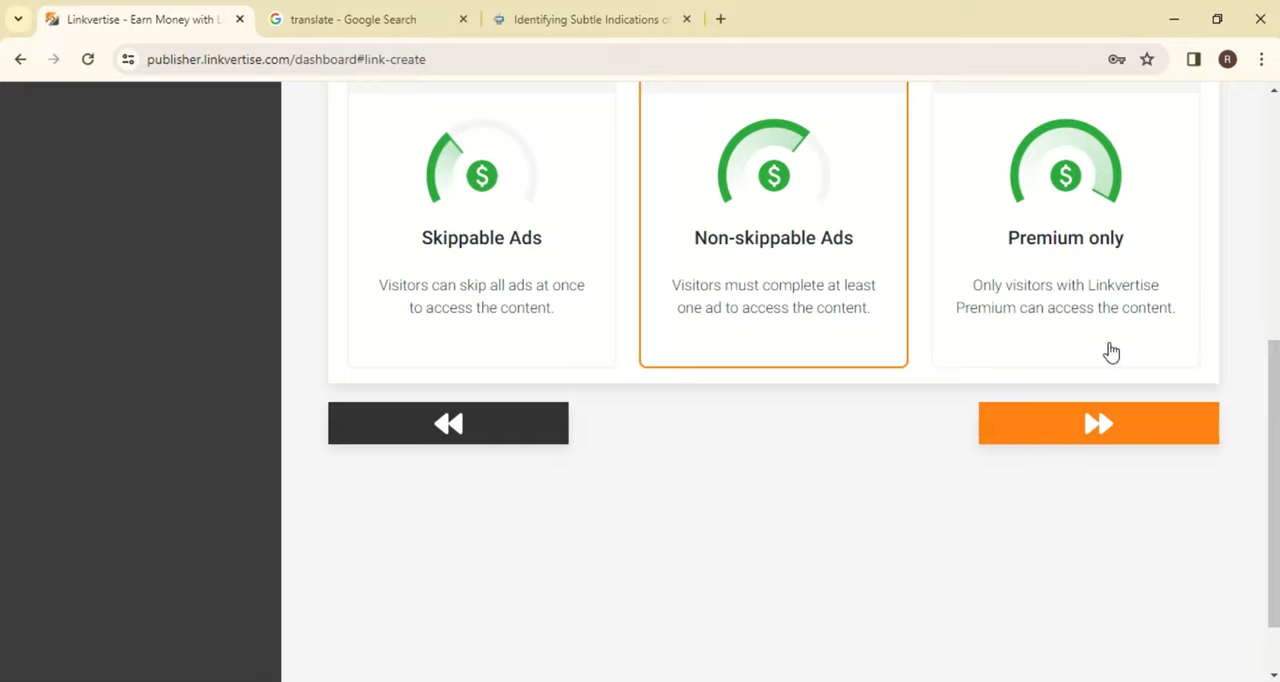 Linkvertise - Earn Money with L
translate - Google Search
Identifying Subtle Indications o
publisher.linkvertise.com/dashboard#link-create
R
$
$
$
Skippable Ads
Non-skippable Ads
Premium only
Visitors can skip all ads at once
to access the content.
Visitors must complete at least
one ad to access the content.
Only visitors with Linkvertise
Premium can access the content.